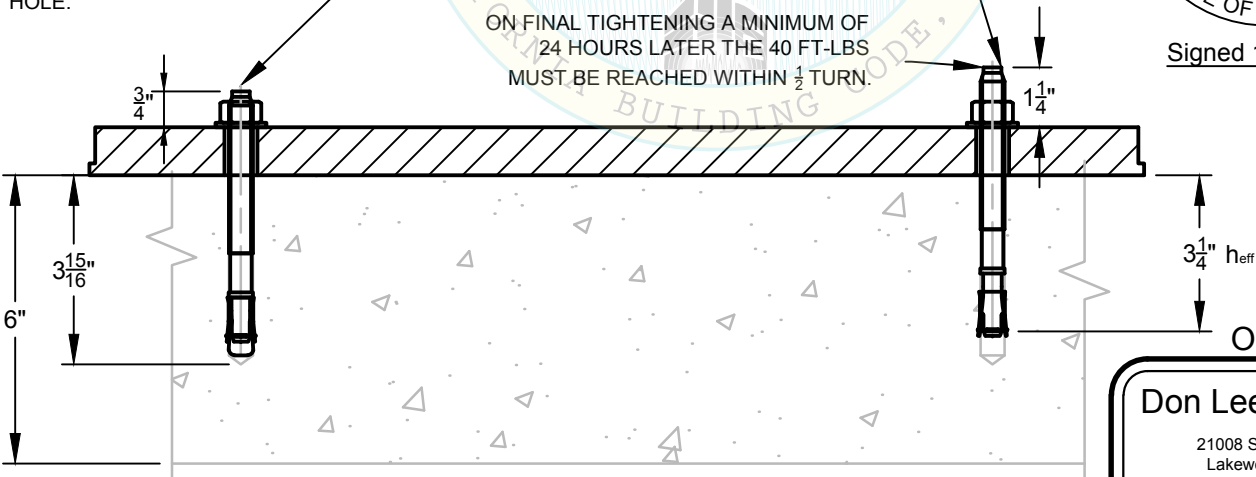 HOLE.
ON FINAL TIGHTENING A MINIMUM OF
24 HOURS LATER THE 40 FT-LBS
MUST BE REACHED WITHIN 1/2 TURN.
BUILDING CODE,
OF
Signed
3/4"
1 1/4"
3 15/16"
6"
3 1/4" heff
Don Lee
21008 S